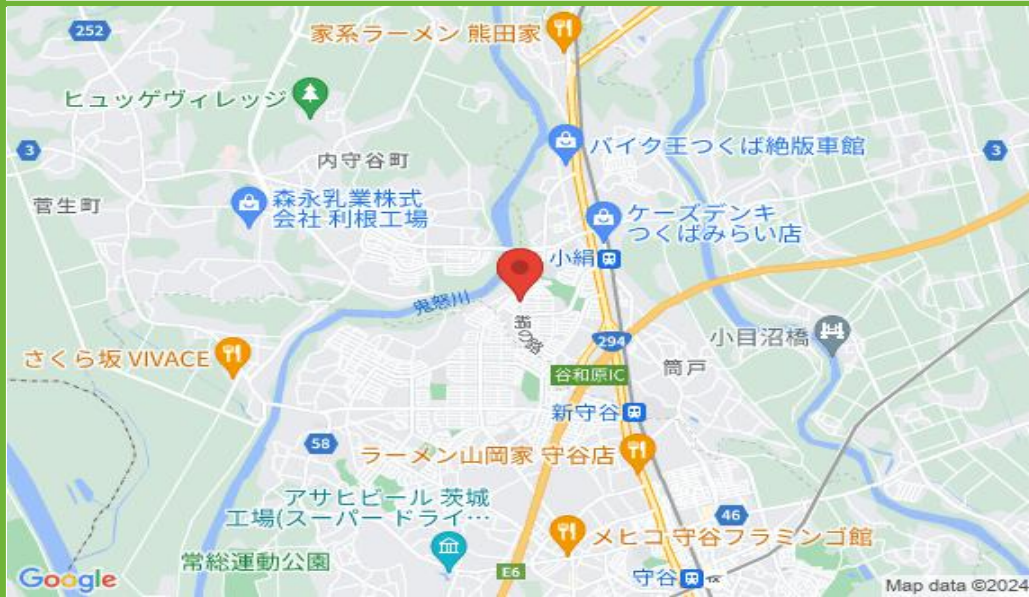 252
家系ラーメン 熊田家
ヒュッゲヴィレッジ
バイク王つくば絶版車館
3
3
内守谷町
菅生町
森永乳業株式
会社 利根工場
ケーズデンキ
つくばみらい店
小絹
鬼怒川
294
小目沼橋
さくら坂 VIVACE
谷和原IC
筒戸
新守谷
58
ラーメン山岡家 守谷店
アサヒビール 茨城
工場(スーパードライ…
46
メヒコ 守谷フラミンゴ館
常総運動公園
E6
守谷
Google
Map data ©2024